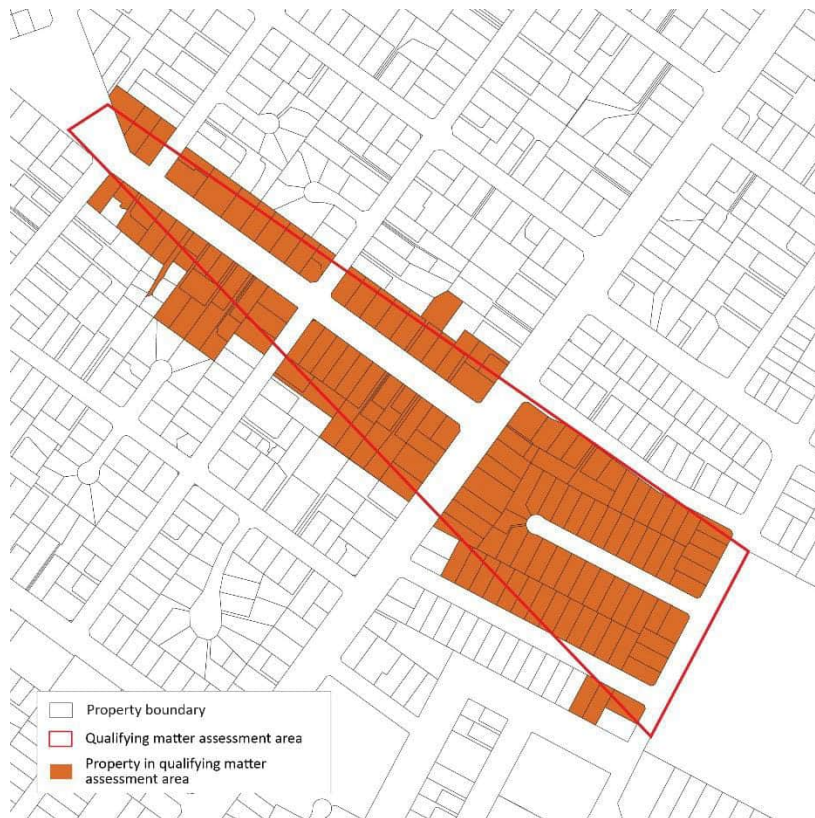 Property boundary
Qualifying matter assessment area
Property in qualifying matter
assessment area